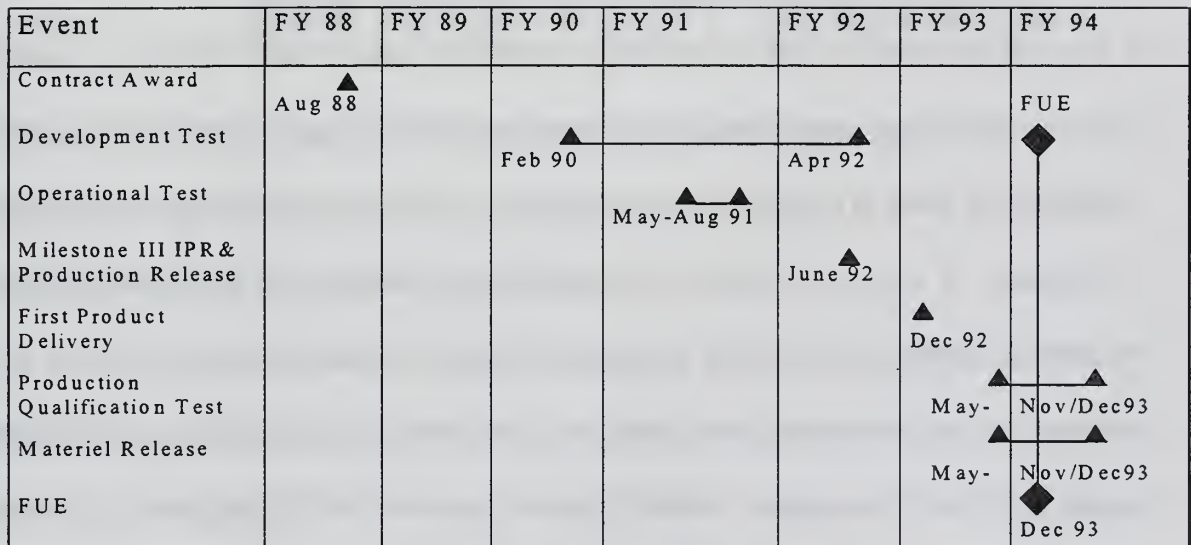 Event FY 88 FY 89 FY 90 FY 91 FY 92 FY 93 FY 94
Contract Award
Aug 88
FUE
Development Test
Feb 90 Apr 92
Operational Test
May-Aug 91
Milestone III IPR&
Production Release June 92
First Product
Delivery Dec 92
Production
Qualification Test May- Nov/Dec93
Materiel Release
May- Nov/Dec93
FUE
Dec 93